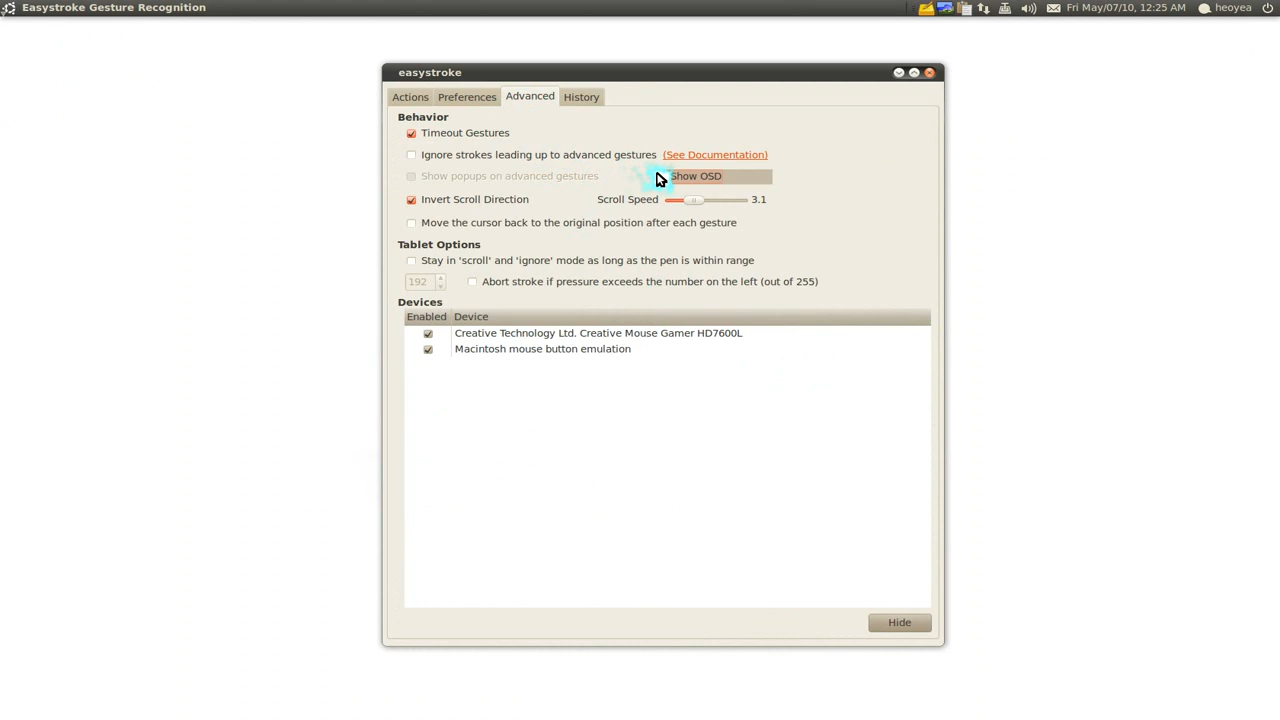 Easystroke Gesture Recognition
Fri May/07/10, 12:25 AM
heoyea
easystroke
Actions
Preferences
Advanced
History
Behavior
Timeout Gestures
Ignore strokes leading up to advanced gestures (See Documentation)
Show popups on advanced gestures
Show OSD
Invert Scroll Direction
Scroll Speed
3.1
Move the cursor back to the original position after each gesture
Tablet Options
Stay in 'scroll' and 'ignore' mode as long as the pen is within range
192
Abort stroke if pressure exceeds the number on the left (out of 255)
Devices
Enabled
Device
Creative Technology Ltd. Creative Mouse Gamer HD7600L
Macintosh mouse button emulation
Hide